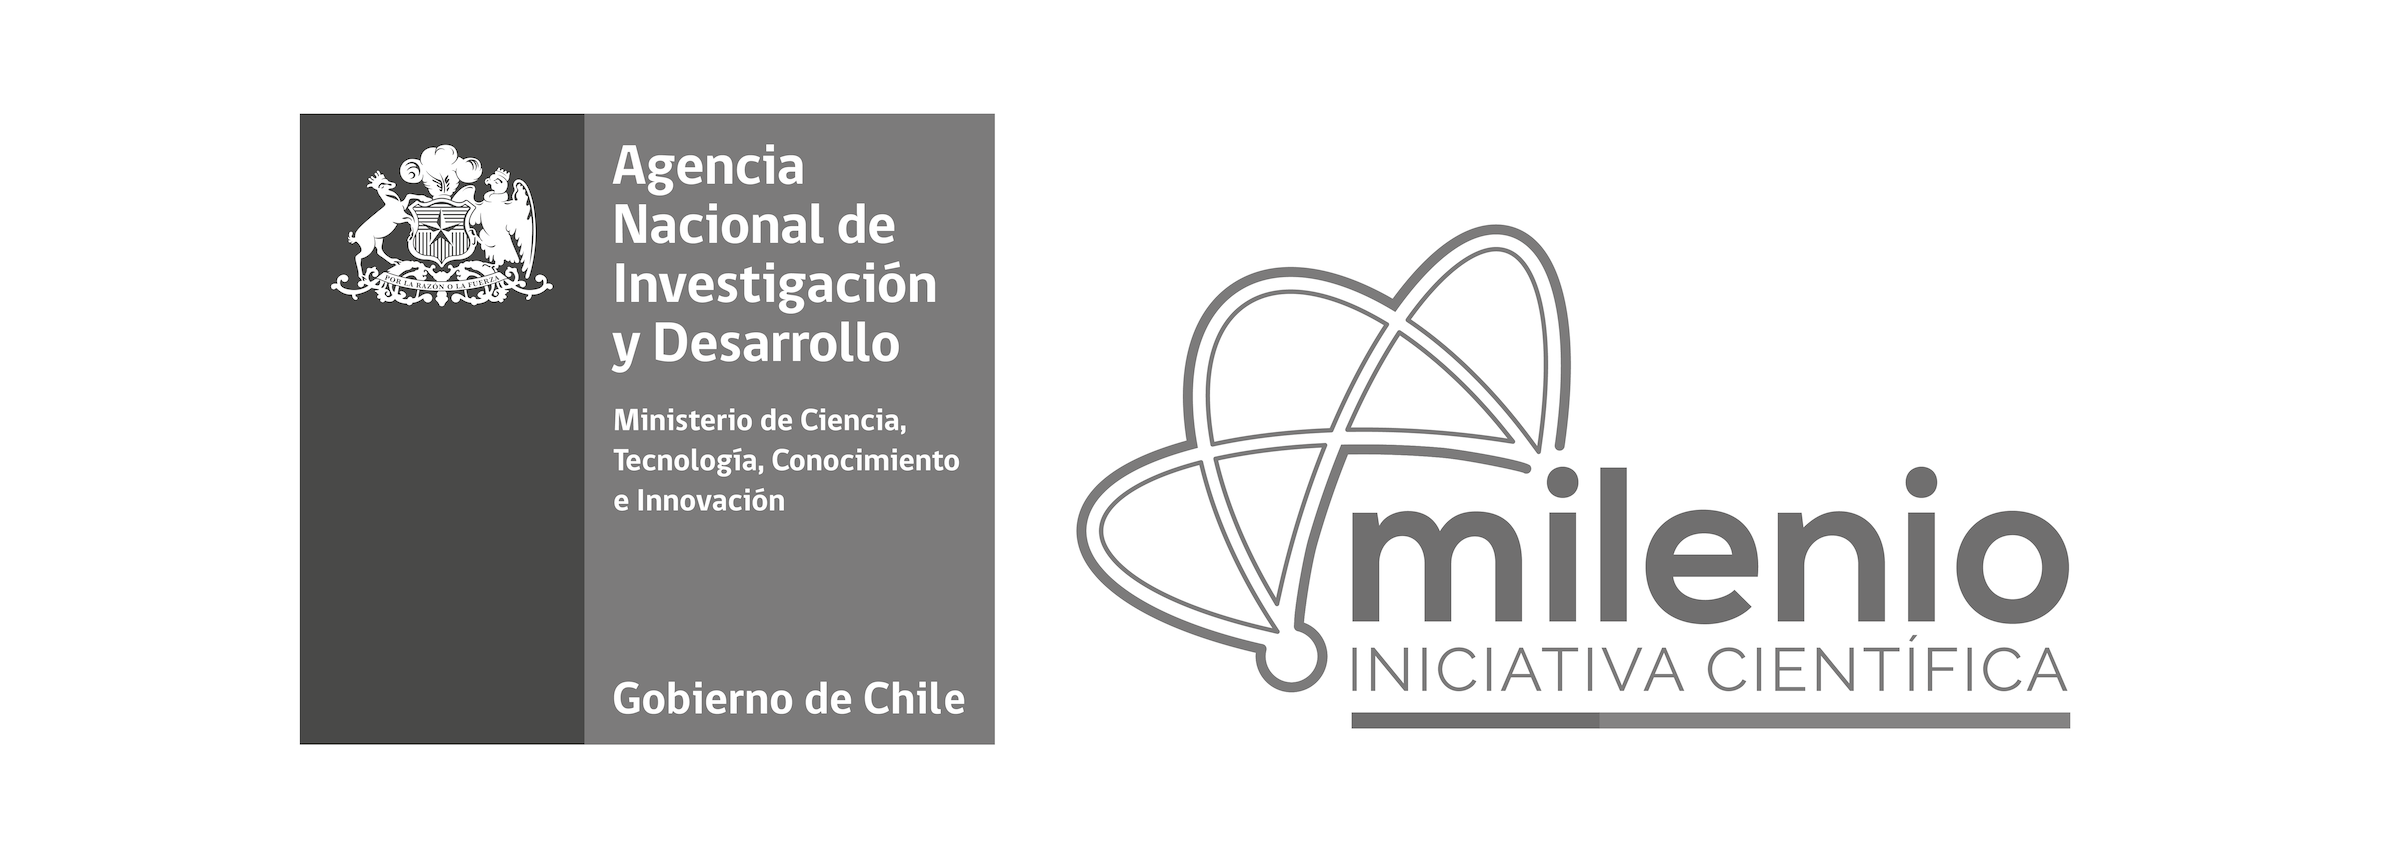 POR LA RAZÓN O LA FUERZA
Agencia
Nacional de
Investigación
y Desarrollo
Ministerio de Ciencia,
Tecnología, Conocimiento
e Innovación
Gobierno de Chile
milenio
INICIATIVA CIENTÍFICA